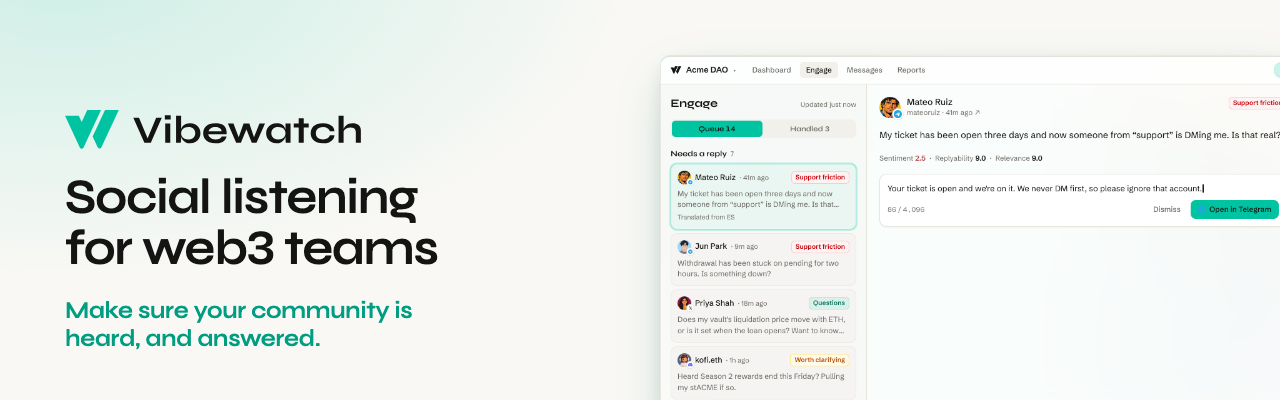 Vibewatch
Social listening
for web3 teams
Make sure your community is
heard, and answered.
Acme DAO
Dashboard
Engage
Messages
Reports
Engage
Updated just now
Queue 14
Handled 3
Needs a reply 7
Mateo Ruiz · 41m ago
Support friction
My ticket has been open three days and now
someone from “support” is DMing me. Is that...
Translated from ES
Jun Park · 9m ago
Support friction
Withdrawal has been stuck on pending for two
hours. Is something down?
Priya Shah · 18m ago
Questions
Does my vault's liquidation price move with ETH,
or is it set when the loan opens? Want to know...
kofi.eth · 1h ago
Worth clarifying
Heard Season 2 rewards end this Friday? Pulling
my stACME if so.
Mateo Ruiz
mateoruiz · 41m ago ↗
Support friction
My ticket has been open three days and now someone from “support” is DMing me. Is that real?
Sentiment 2.5 · Replyability 9.0 · Relevance 9.0
Your ticket is open and we're on it. We never DM first, so please ignore that account.
86 / 4,096
Dismiss
Open in Telegram